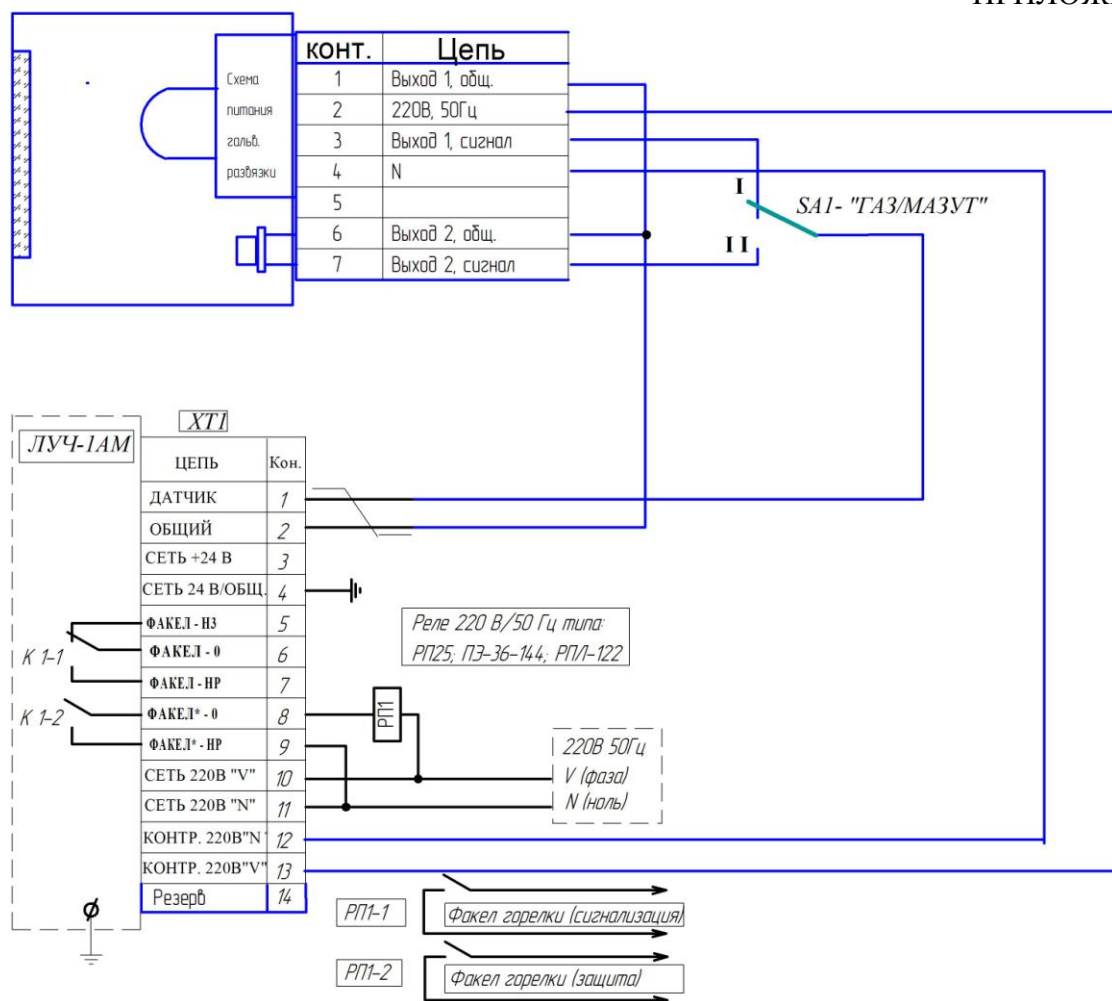 конт. Цепь
Схема
питания
гальв.
развязки
1 Выход 1, общ.
2 220В, 50Гц
3 Выход 1, сигнал
4 N
5
6 Выход 2, общ.
7 Выход 2, сигнал
I
SA1- "ГАЗ/МАЗУТ"
II
ЛУЧ-1АМ
XT1
ЦЕПЬ Кон.
ДАТЧИК 1
ОБЩИЙ 2
СЕТЬ +24 В 3
СЕТЬ 24 В/ОБЩ. 4
ФАКЕЛ - НЗ 5
ФАКЕЛ - 0 6
ФАКЕЛ - НР 7
ФАКЕЛ* - 0 8
ФАКЕЛ* - НР 9
СЕТЬ 220В "V" 10
СЕТЬ 220В "N" 11
КОНТР. 220В"N" 12
КОНТР. 220В"V" 13
Резерв 14
К 1-1
К 1-2
Реле 220 В/50 Гц типа:
РП25; ПЭ-36-144; РПЛ-122
РП1
220В 50Гц
V (фаза)
N (ноль)
РП1-1
Факел горелки (сигнализация)
РП1-2
Факел горелки (защита)